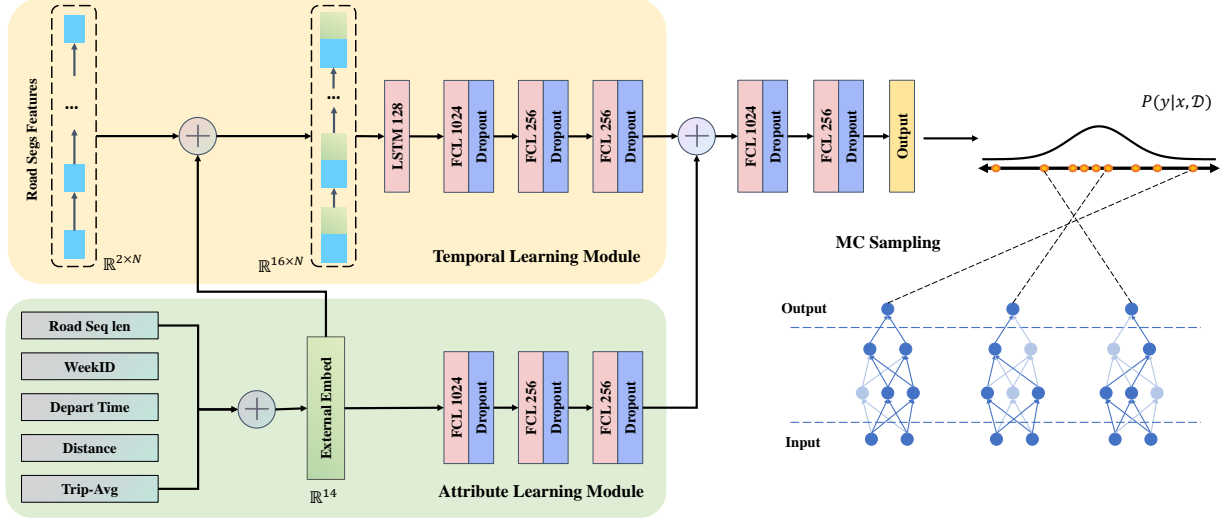 Road Segs Features
...
ℝ^{2×N}
...
ℝ^{16×N}
LSTM 128
FCL 1024
Dropout
FCL 256
Dropout
FCL 256
Dropout
Temporal Learning Module
FCL 1024
Dropout
FCL 256
Dropout
Output
P(y|x, 𝒟)
MC Sampling
Output
Input
Road Seq len
WeekID
Depart Time
Distance
Trip-Avg
External Embed
ℝ^{14}
FCL 1024
Dropout
FCL 256
Dropout
FCL 256
Dropout
Attribute Learning Module